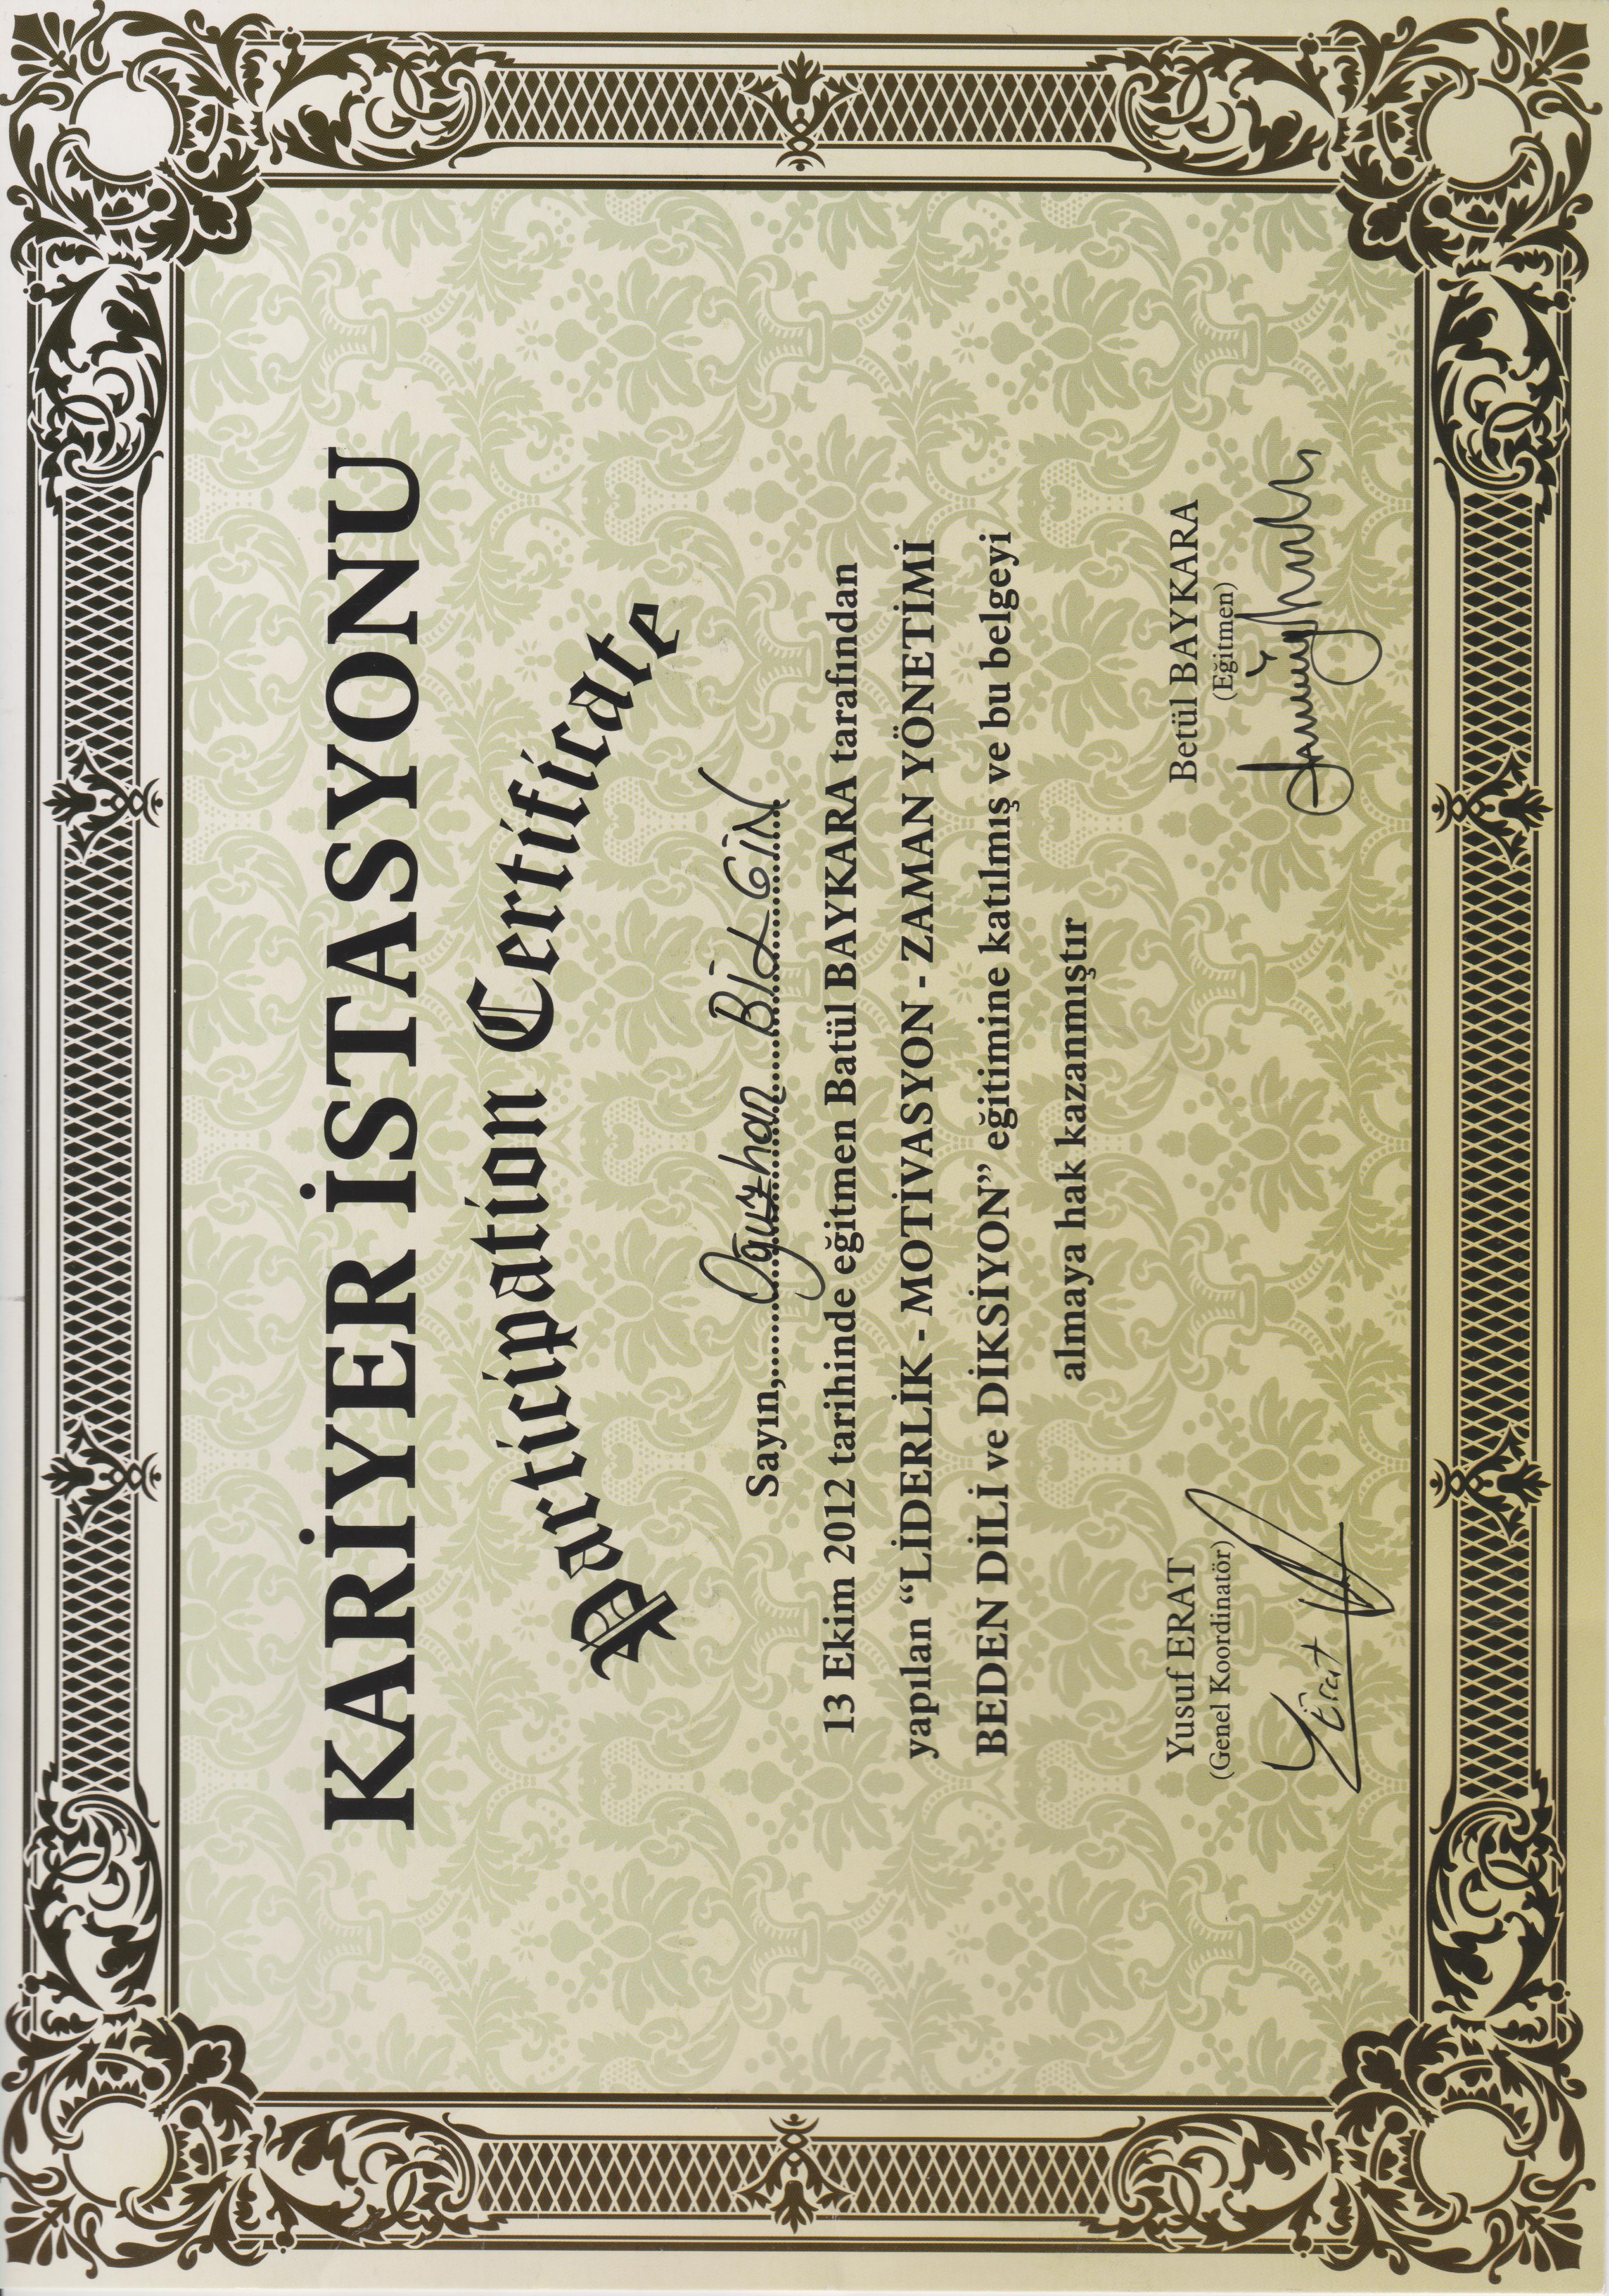 KARİYER İSTASYONU
Participation Certificate
Sayın,..........Oğuzhan BİLGİN
13 Ekim 2012 tarihinde eğitmen Batül BAYKARA tarafından
yapılan “LİDERLİK - MOTİVASYON - ZAMAN YÖNETİMİ
BEDEN DİLİ ve DİKSİYON” eğitimine katılmış ve bu belgeyi
almaya hak kazanmıştır
Yusuf ERAT
(Genel Koordinatör)
YErat
Betül BAYKARA
(Eğitmen)